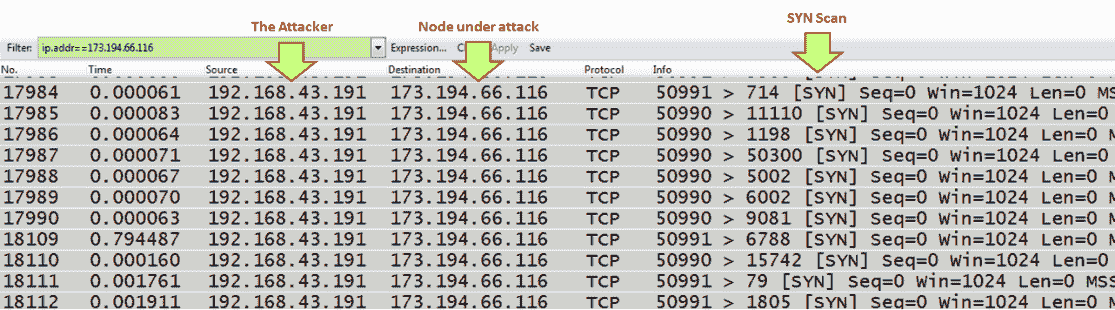 The Attacker Node under attack SYN Scan
Filter: ip.addr==173.194.66.116 Expression... Apply Save
No. Time Source Destination Protocol Info
17984 0.000061 192.168.43.191 173.194.66.116 TCP 50991 > 714 [SYN] Seq=0 Win=1024 Len=0 MS
17985 0.000083 192.168.43.191 173.194.66.116 TCP 50990 > 11110 [SYN] Seq=0 Win=1024 Len=0
17986 0.000064 192.168.43.191 173.194.66.116 TCP 50990 > 1198 [SYN] Seq=0 Win=1024 Len=0 M
17987 0.000071 192.168.43.191 173.194.66.116 TCP 50990 > 50300 [SYN] Seq=0 Win=1024 Len=0
17988 0.000067 192.168.43.191 173.194.66.116 TCP 50990 > 5002 [SYN] Seq=0 Win=1024 Len=0 M
17989 0.000070 192.168.43.191 173.194.66.116 TCP 50990 > 6002 [SYN] Seq=0 Win=1024 Len=0 M
17990 0.000063 192.168.43.191 173.194.66.116 TCP 50990 > 9081 [SYN] Seq=0 Win=1024 Len=0 M
18109 0.794487 192.168.43.191 173.194.66.116 TCP 50991 > 6788 [SYN] Seq=0 Win=1024 Len=0 M
18110 0.000160 192.168.43.191 173.194.66.116 TCP 50990 > 15742 [SYN] Seq=0 Win=1024 Len=0
18111 0.001761 192.168.43.191 173.194.66.116 TCP 50991 > 79 [SYN] Seq=0 Win=1024 Len=0 MSS
18112 0.001911 192.168.43.191 173.194.66.116 TCP 50991 > 1805 [SYN] Seq=0 Win=1024 Len=0 M